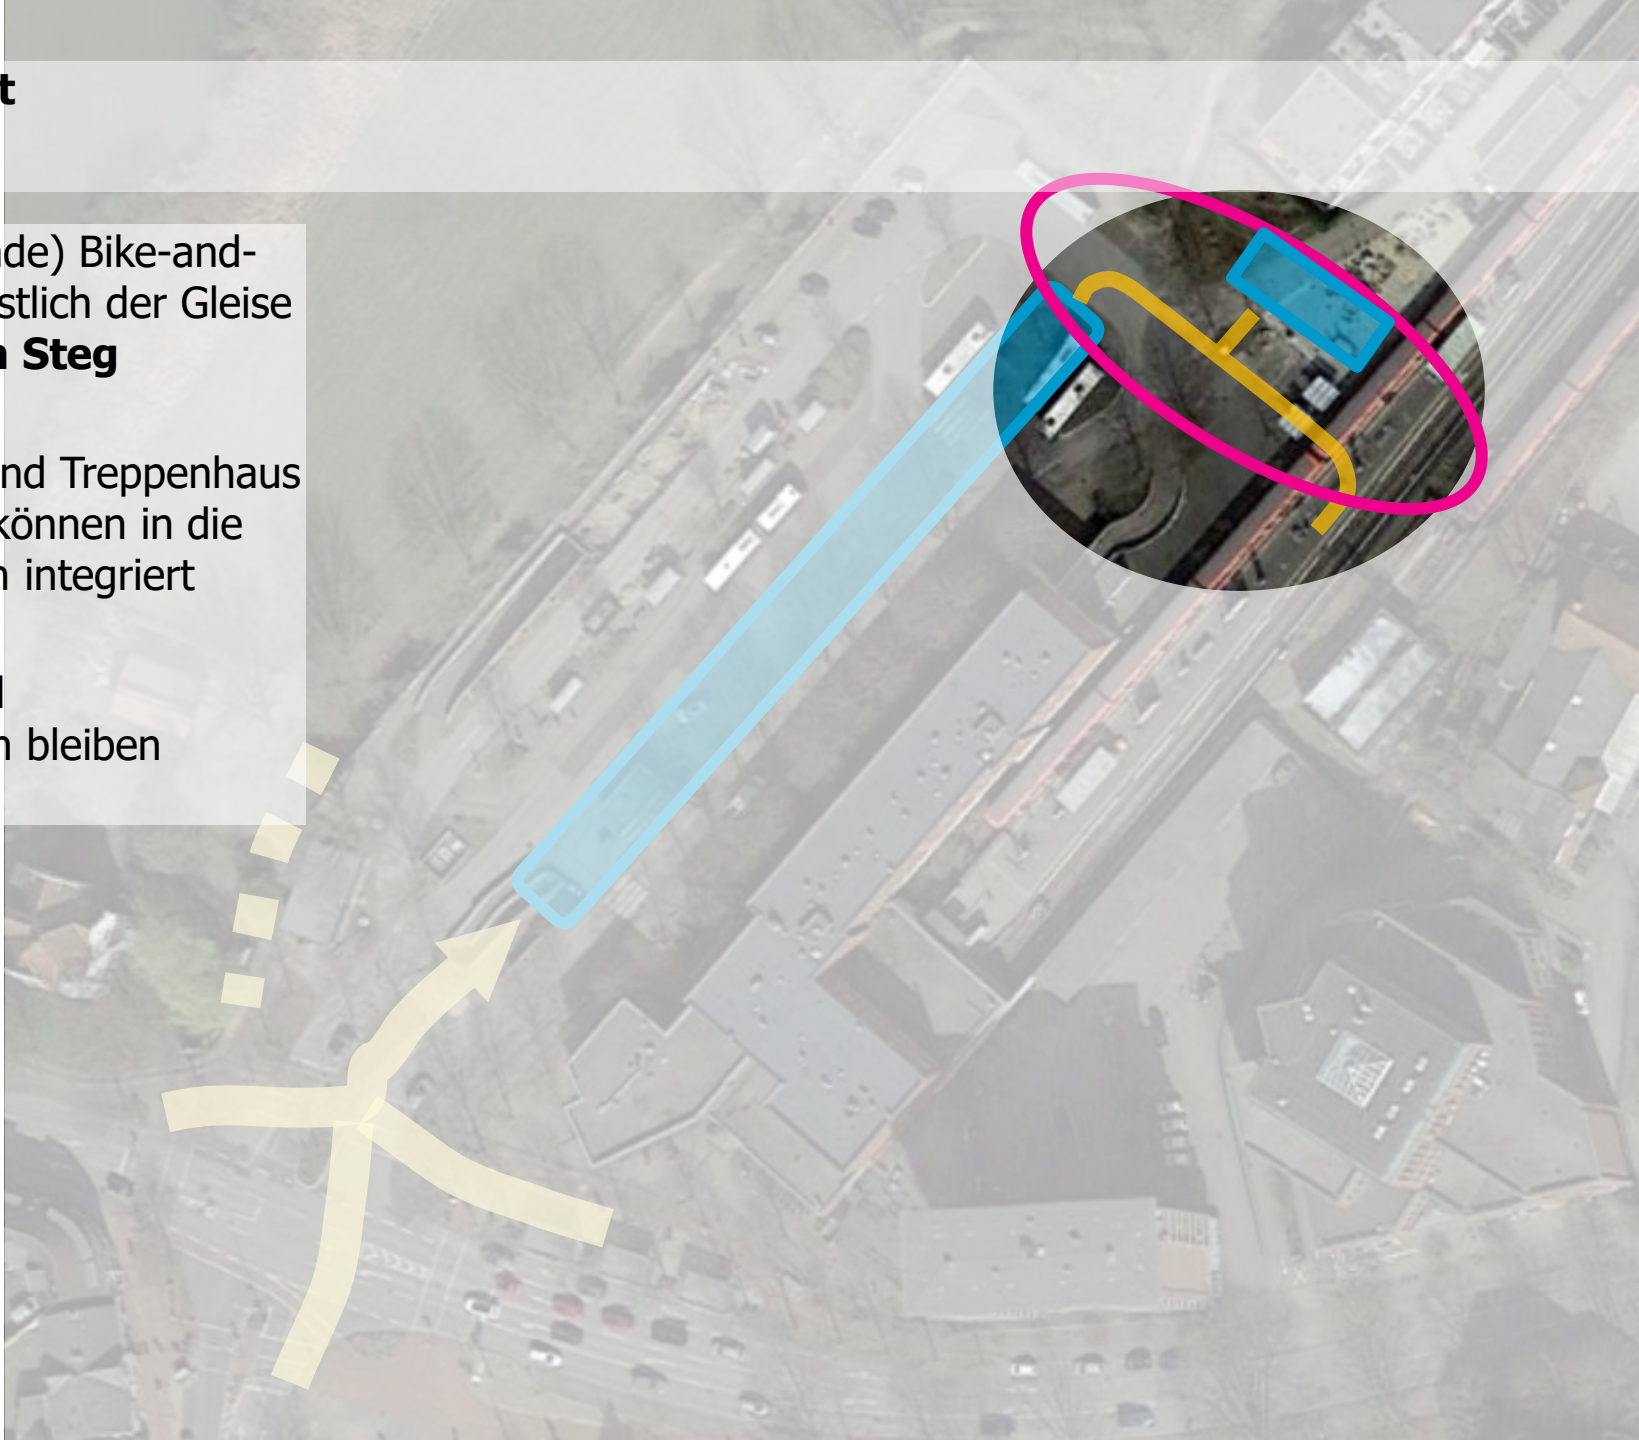 t
de) Bike-and-
stlich der Gleise
Steg
nd Treppenhaus
können in die
integriert
bleiben